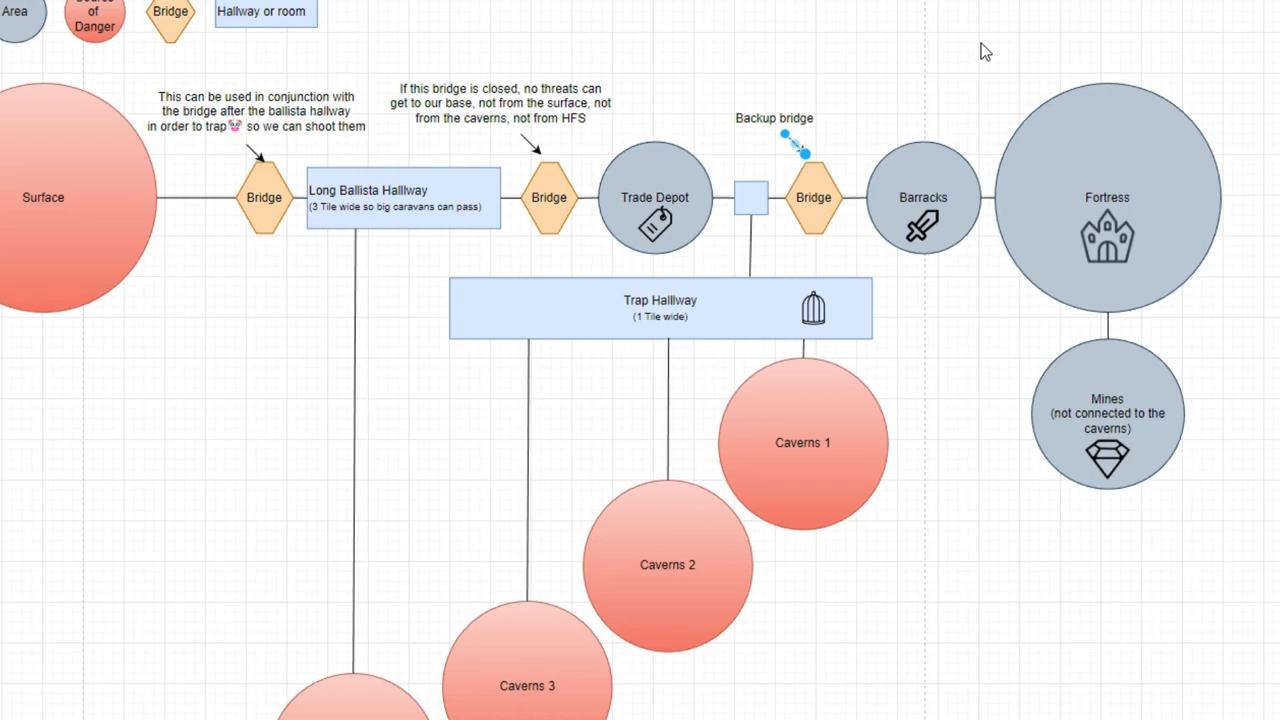 Area
Source
of
Danger
Bridge
Hallway or room
This can be used in conjunction with
the bridge after the ballista hallway
in order to trap🤡 so we can shoot them
If this bridge is closed, no threats can
get to our base, not from the surface, not
from the caverns, not from HFS
Backup bridge
Surface
Bridge
Long Ballista Halllway
(3 Tile wide so big caravans can pass)
Bridge
Trade Depot
Bridge
Barracks
Fortress
Trap Halllway
(1 Tile wide)
Mines
(not connected to the
caverns)
Caverns 1
Caverns 2
Caverns 3